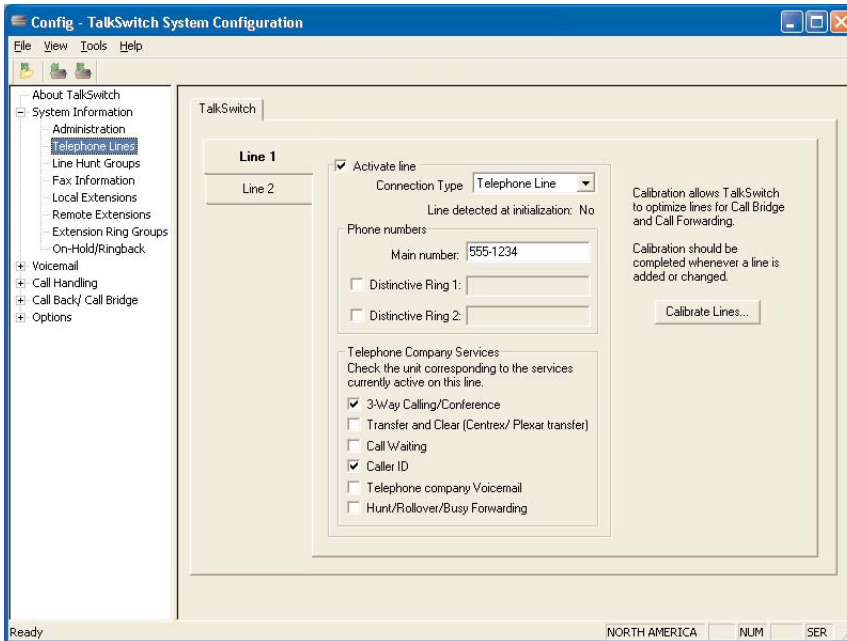 Config - TalkSwitch System Configuration
File View Tools Help
About TalkSwitch
System Information
Administration
Telephone Lines
Line Hunt Groups
Fax Information
Local Extensions
Remote Extensions
Extension Ring Groups
On-Hold/Ringback
Voicemail
Call Handling
Call Back/ Call Bridge
Options
TalkSwitch
Line 1
Line 2
Activate line
Connection Type Telephone Line
Line detected at initialization: No
Phone numbers
Main number: 555-1234
Distinctive Ring 1:
Distinctive Ring 2:
Telephone Company Services
Check the unit corresponding to the services
currently active on this line.
3-Way Calling/Conference
Transfer and Clear (Centrex/ Plexar transfer)
Call Waiting
Caller ID
Telephone company Voicemail
Hunt/Rollover/Busy Forwarding
Calibration allows TalkSwitch
to optimize lines for Call Bridge
and Call Forwarding.
Calibration should be
completed whenever a line is
added or changed.
Calibrate Lines...
Ready
NORTH AMERICA NUM SER